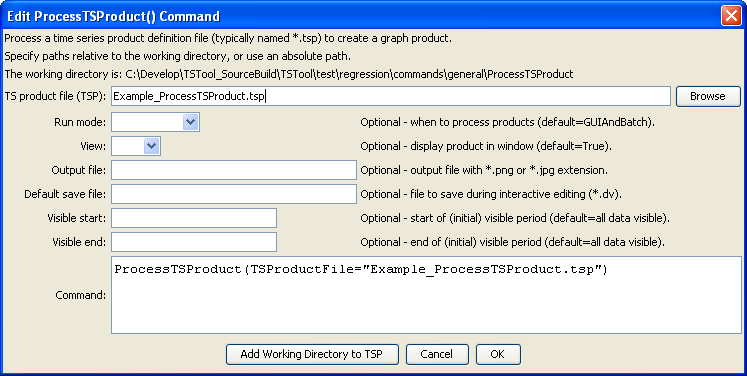 Edit ProcessTSProduct() Command
Process a time series product definition file (typically named *.tsp) to create a graph product.
Specify paths relative to the working directory, or use an absolute path.
The working directory is: C:\Develop\TSTool_SourceBuild\TSTool\test\regression\commands\general\ProcessTSProduct
TS product file (TSP): Example_ProcessTSProduct.tsp Browse
Run mode: Optional - when to process products (default=GUIAndBatch).
View: Optional - display product in window (default=True).
Output file: Optional - output file with *.png or *.jpg extension.
Default save file: Optional - file to save during interactive editing (*.dv).
Visible start: Optional - start of (initial) visible period (default=all data visible).
Visible end: Optional - end of (initial) visible period (default=all data visible).
Command: ProcessTSProduct(TSProductFile="Example_ProcessTSProduct.tsp")
Add Working Directory to TSP Cancel OK